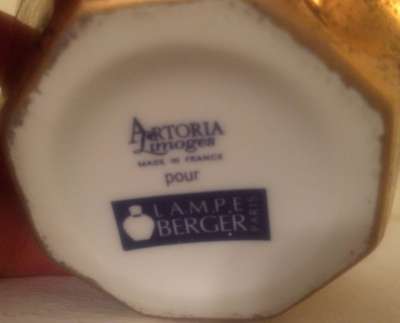 ARTORIA
Limoges
MADE IN FRANCE
pour
LAMPE
BERGER
PARIS